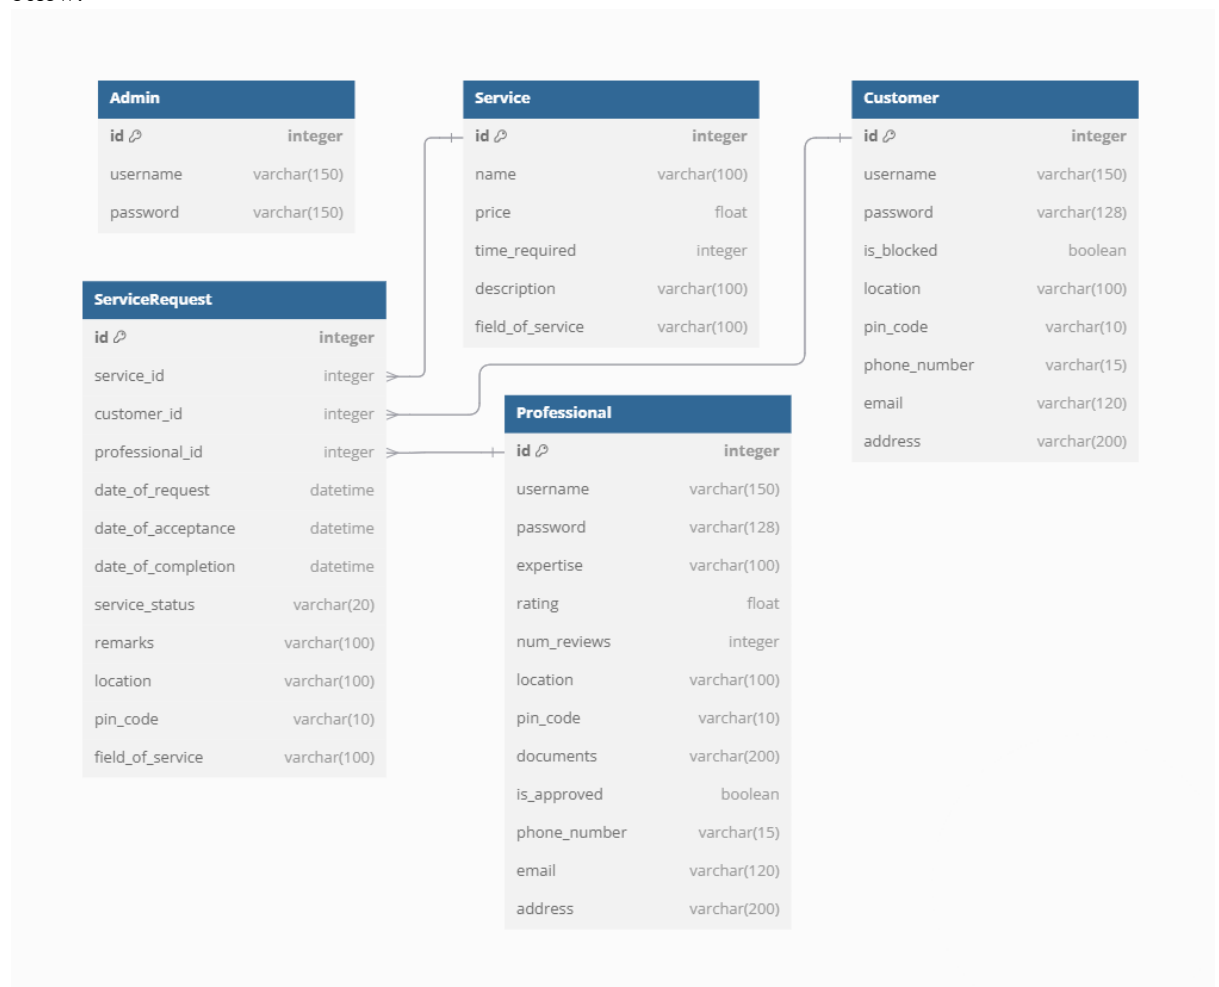 Admin
id integer
username varchar(150)
password varchar(150)
Service
id integer
name varchar(100)
price float
time_required integer
description varchar(100)
field_of_service varchar(100)
Customer
id integer
username varchar(150)
password varchar(128)
is_blocked boolean
location varchar(100)
pin_code varchar(10)
phone_number varchar(15)
email varchar(120)
address varchar(200)
ServiceRequest
id integer
service_id integer
customer_id integer
professional_id integer
date_of_request datetime
date_of_acceptance datetime
date_of_completion datetime
service_status varchar(20)
remarks varchar(100)
location varchar(100)
pin_code varchar(10)
field_of_service varchar(100)
Professional
id integer
username varchar(150)
password varchar(128)
expertise varchar(100)
rating float
num_reviews integer
location varchar(100)
pin_code varchar(10)
documents varchar(200)
is_approved boolean
phone_number varchar(15)
email varchar(120)
address varchar(200)